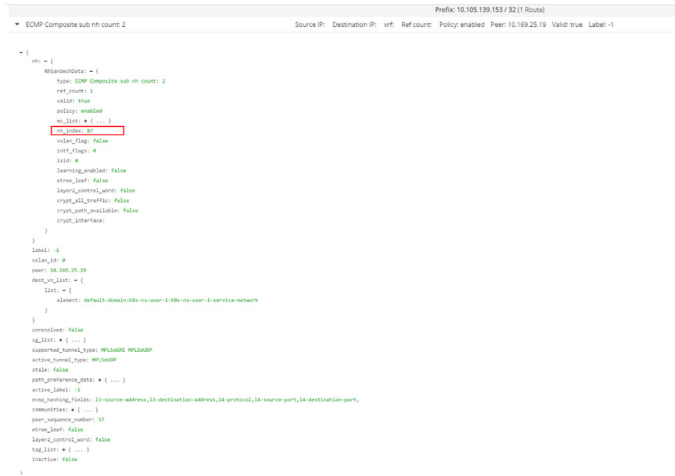 Prefix: 10.105.139.153 / 32 (1 Route)
ECMP Composite sub nh count: 2 Source IP: Destination IP: vrf: Ref count: Policy: enabled Peer: 10.169.25.19 Valid: true Label: -1
- {
nh: - {
NhSandeshData: - {
type: ECMP Composite sub nh count: 2
ref_count: 1
valid: true
policy: enabled
mc_list: + { ... }
nh_index: 87
vxlan_flag: false
intf_flags: 0
isid: 0
learning_enabled: false
etree_leaf: false
layer2_control_word: false
crypt_all_traffic: false
crypt_path_available: false
crypt_interface:
}
}
label: -1
vxlan_id: 0
peer: 10.169.25.19
dest_vn_list: - {
list: - {
element: default-domain:k8s-ns-user-1:k8s-ns-user-1-service-network
}
}
unresolved: false
sg_list: + { ... }
supported_tunnel_type: MPLSoGRE MPLSoUDP
active_tunnel_type: MPLSoUDP
stale: false
path_preference_data: + { ... }
active_label: -1
ecmp_hashing_fields: l3-source-address,l3-destination-address,l4-protocol,l4-source-port,l4-destination-port,
communities: + { ... }
peer_sequence_number: 37
etree_leaf: false
layer2_control_word: false
tag_list: + { ... }
inactive: false
}